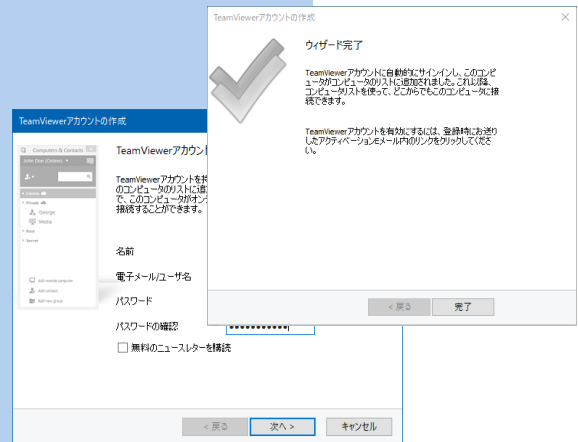 TeamViewerアカウントの作成
ウィザード完了
TeamViewerアカウントに自動的にサインインし、このコンピ
ュータがコンピュータのリストに追加されました。これ以降、
コンピュータリストを使って、どこからでもこのコンピュータに接
続できます。
TeamViewerアカウントを有効にするには、登録時にお送り
したアクティベーションEメール内のリンクをクリックしてくださ
い。
< 戻る
完了
TeamViewerアカウントの作成
Computers & Contacts
John Doe (Online)
Private
George
Media
Root
Server
Add remote computer
Add contact
Add new group
TeamViewerアカウント
TeamViewerアカウントを
のコンピュータのリストに追
で、このコンピュータがオン
接続することができます。
名前
電子メール/ユーザ名
パスワード
パスワードの確認
無料のニュースレターを購読
< 戻る
次へ >
キャンセル